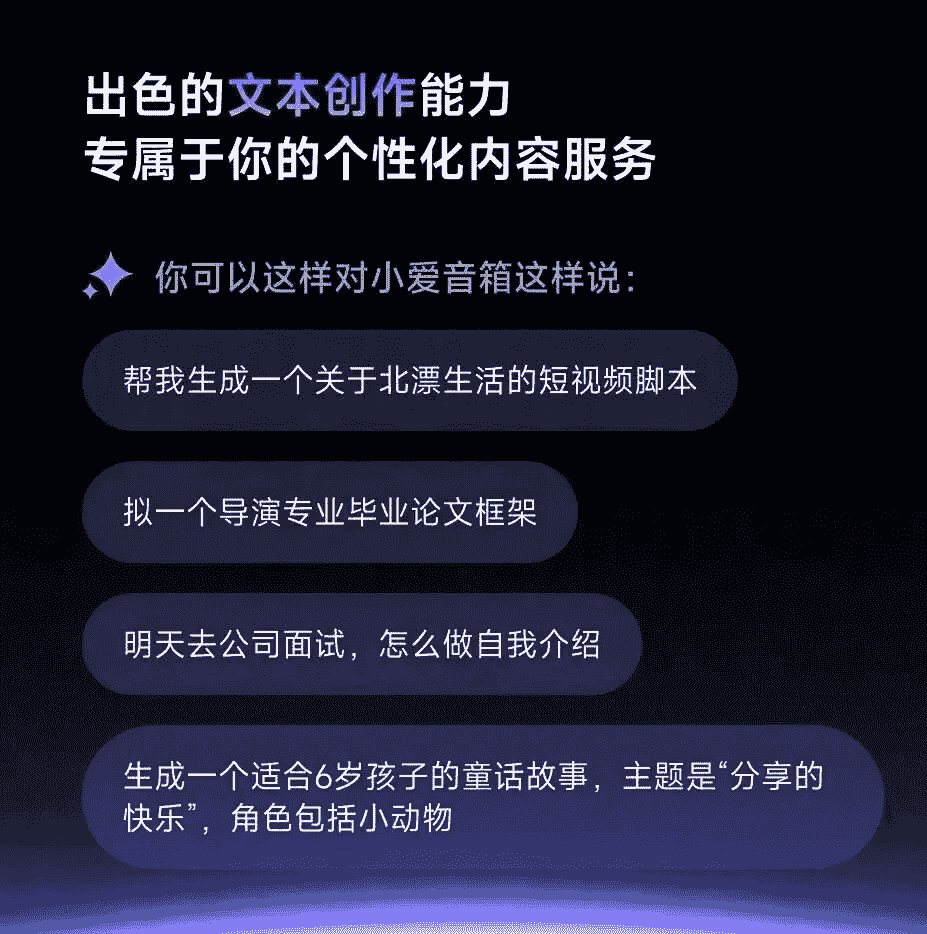 出色的文本创作能力
专属于你的个性化内容服务
你可以这样对小爱音箱这样说：
帮我生成一个关于北漂生活的短视频脚本
拟一个导演专业毕业论文框架
明天去公司面试，怎么做自我介绍
生成一个适合6岁孩子的童话故事，主题是“分享的
快乐”，角色包括小动物